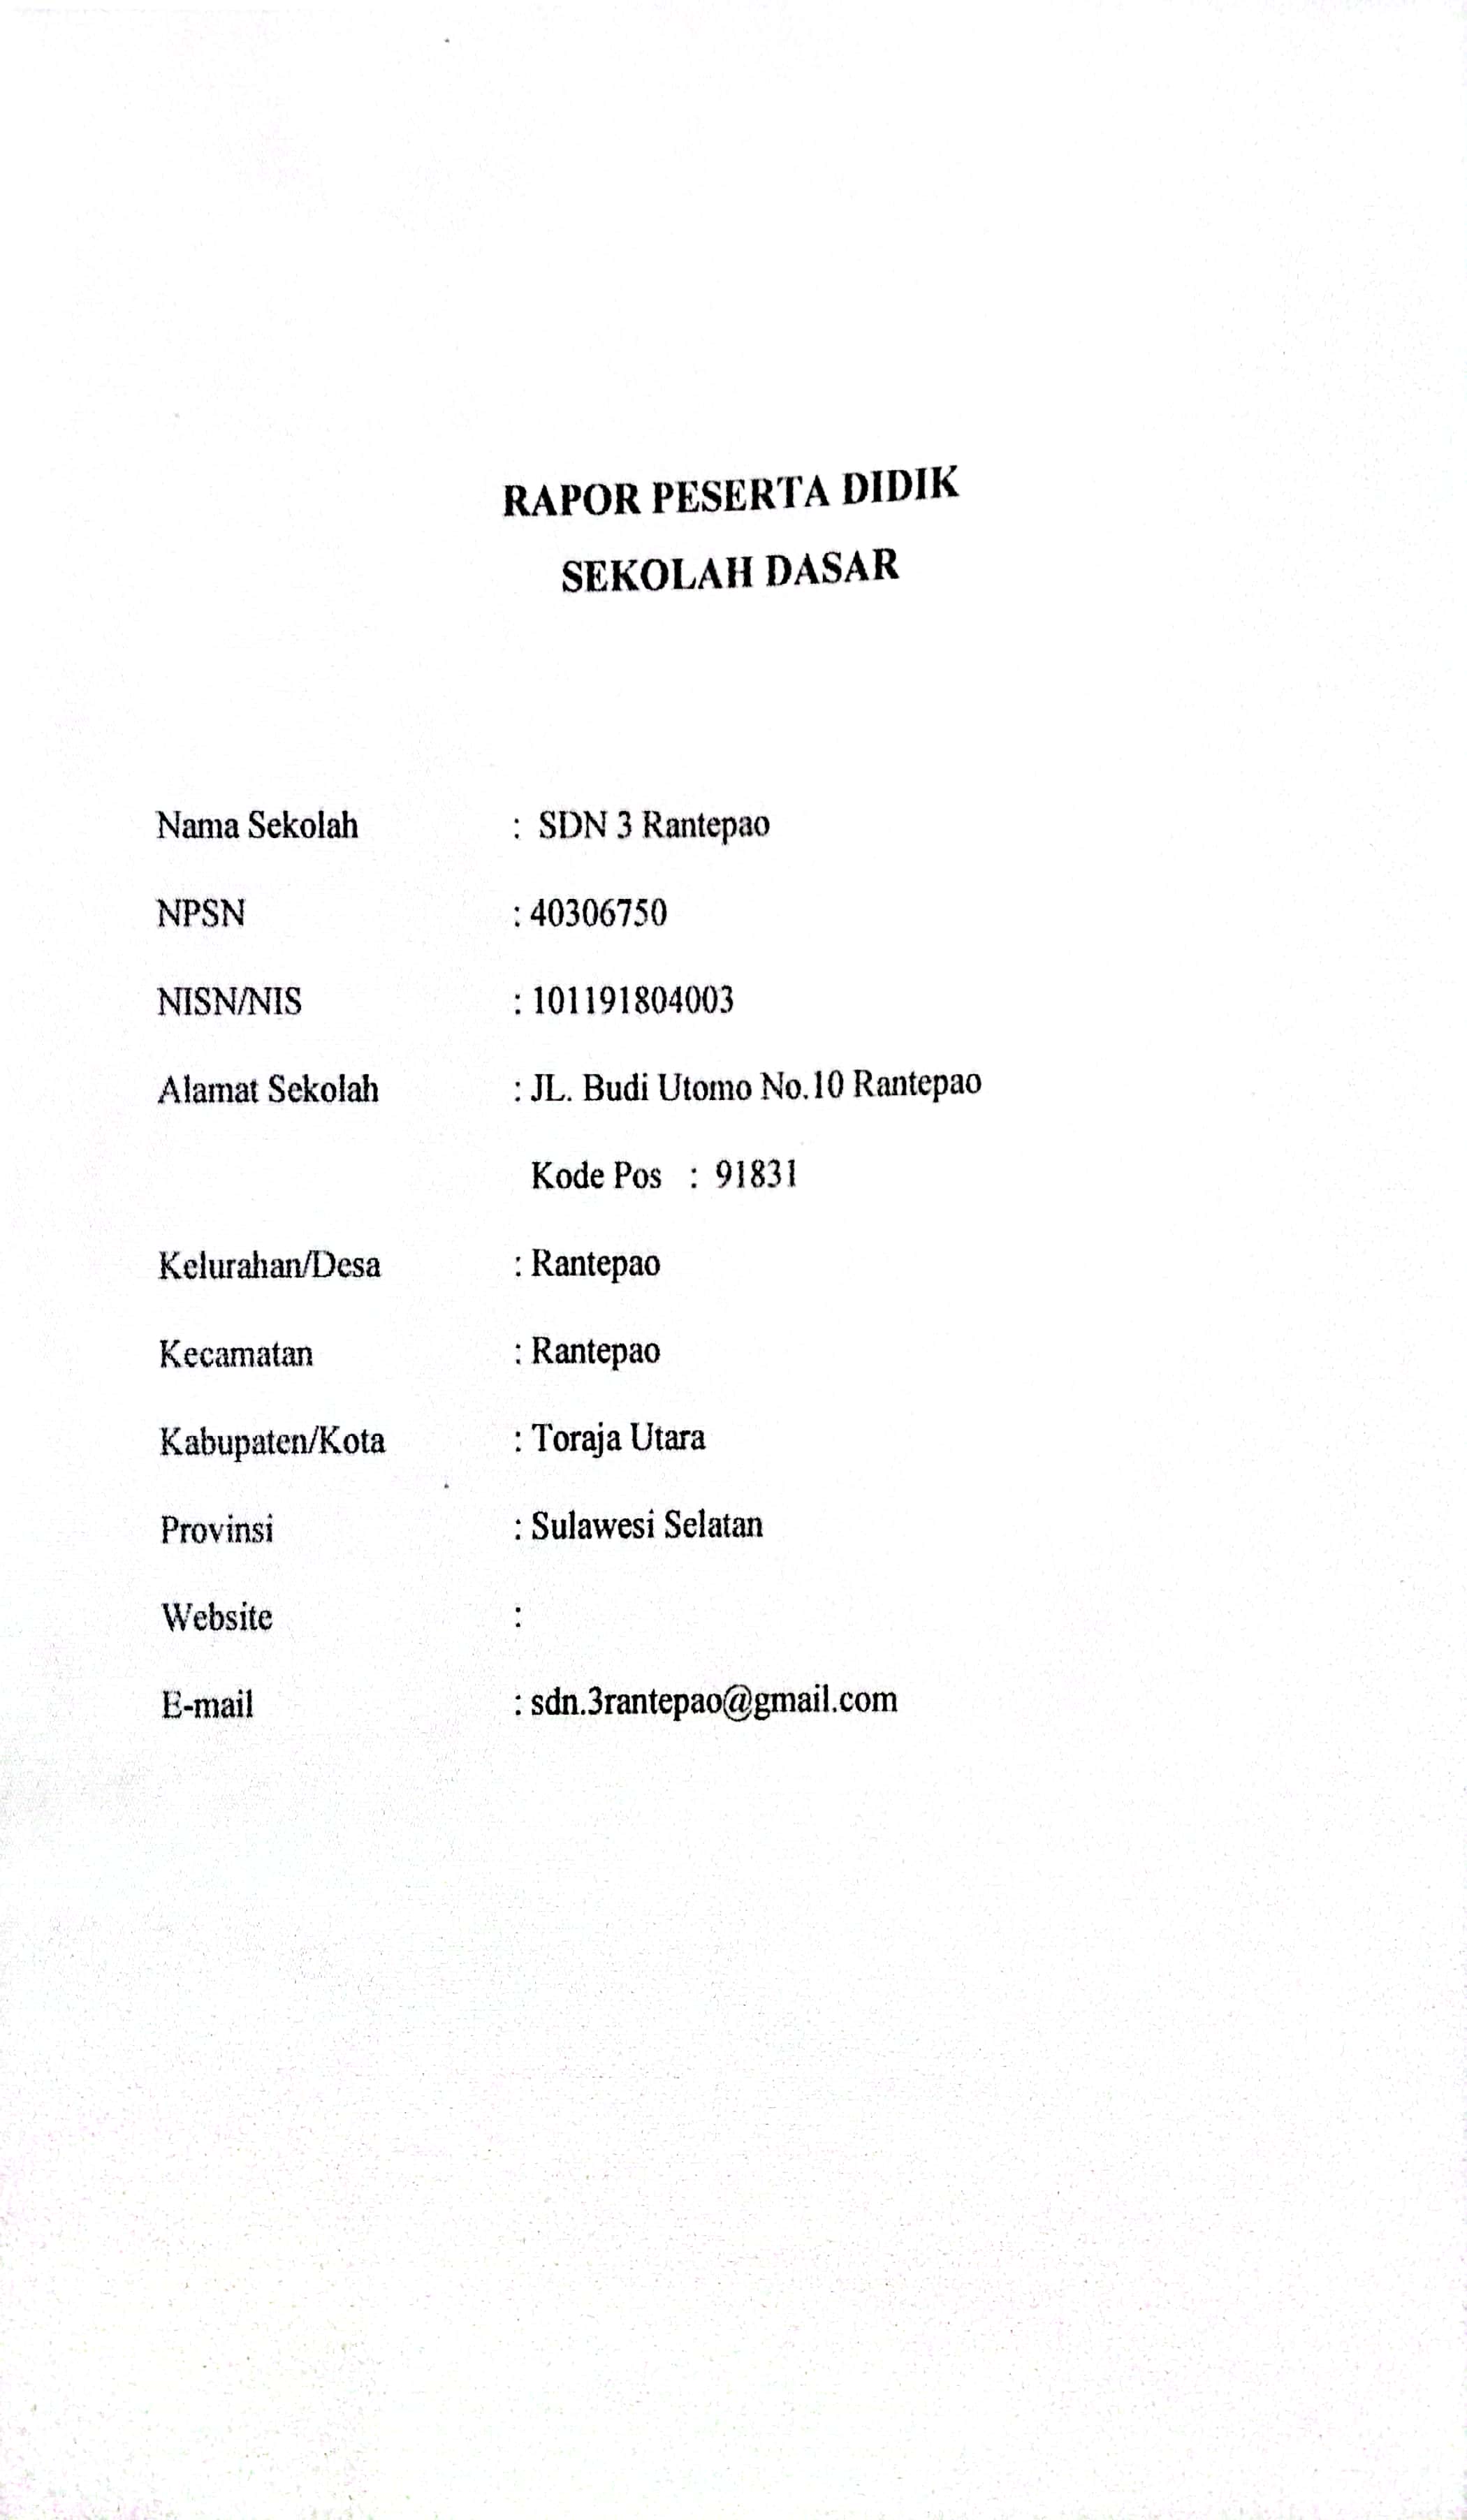 RAPOR PESERTA DIDIK
SEKOLAH DASAR
Nama Sekolah : SDN 3 Rantepao
NPSN : 40306750
NISN/NIS : 101191804003
Alamat Sekolah : JL. Budi Utomo No.10 Rantepao
Kode Pos : 91831
Kelurahan/Desa : Rantepao
Kecamatan : Rantepao
Kabupaten/Kota : Toraja Utara
Provinsi : Sulawesi Selatan
Website :
E-mail : sdn.3rantepao@gmail.com